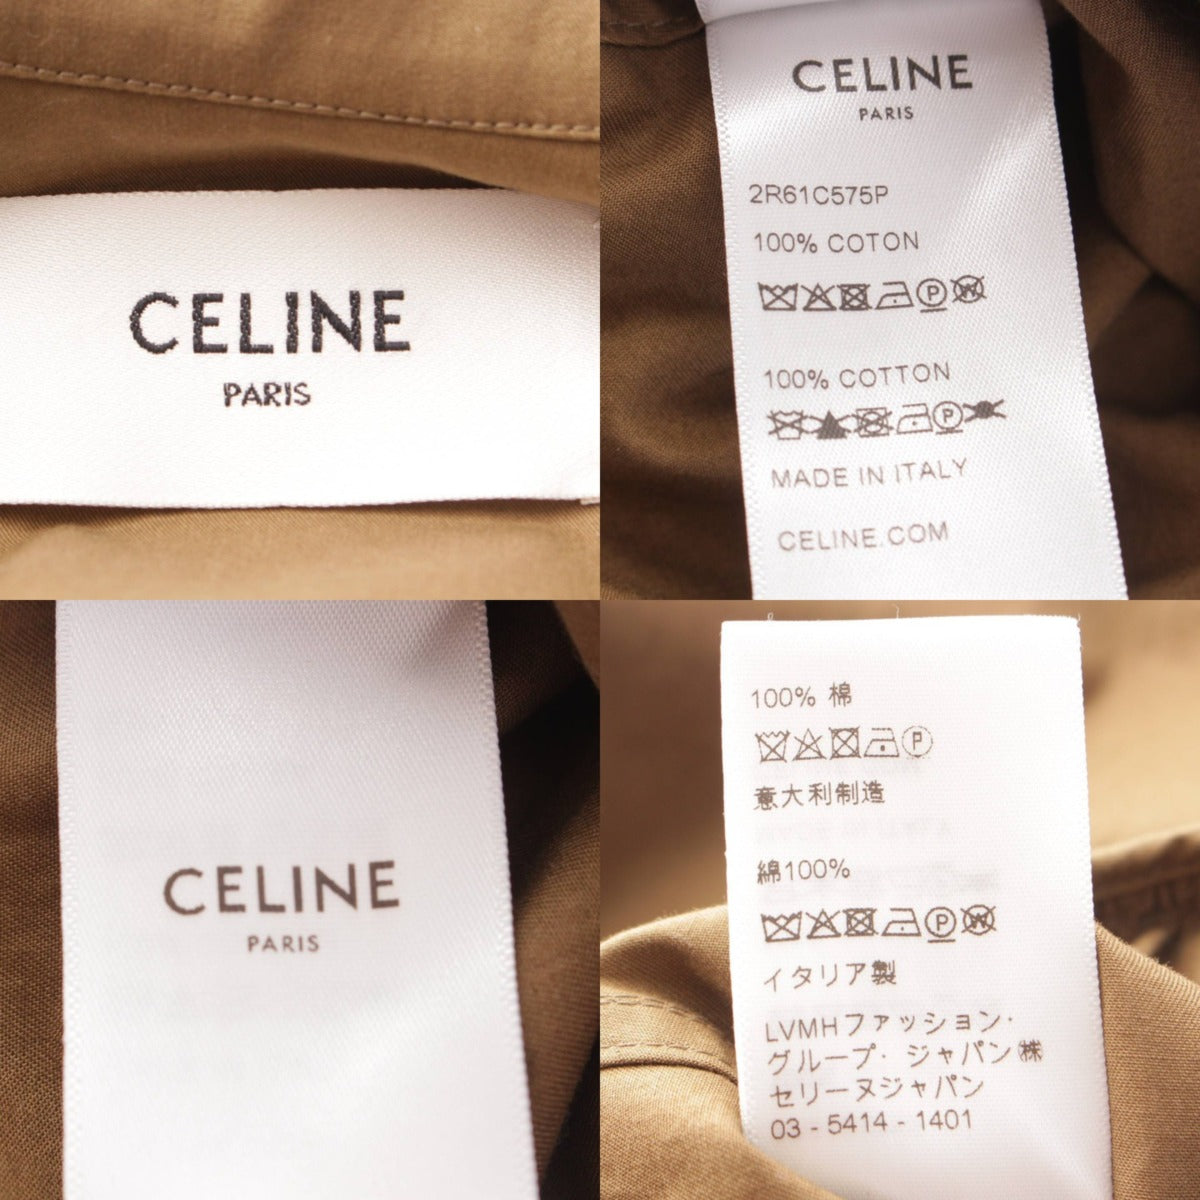 CELINE
PARIS
CELINE
PARIS
2R61C575P
100% COTON
100% COTTON
MADE IN ITALY
CELINE.COM
CELINE
PARIS
100% 棉
意大利制造
綿100%
イタリア製
LVMHファッション·
グループ· ジャパン㈱
セリーヌジャパン
03 - 5414 - 1401